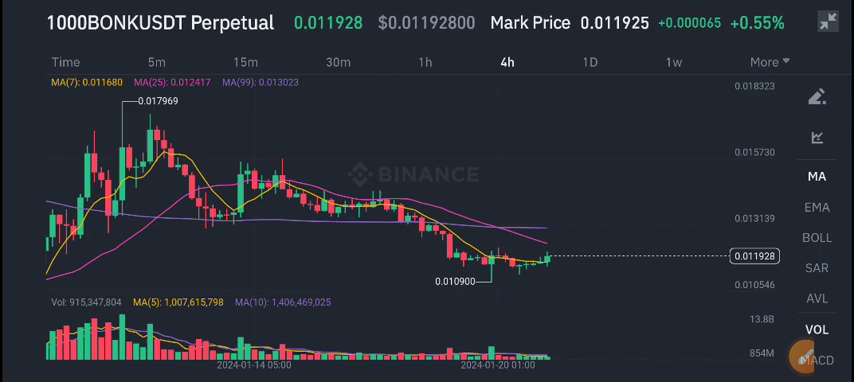 1000BONKUSDT Perpetual 0.011928 $0.01192800 Mark Price 0.011925 +0.000065 +0.55%
Time 5m 15m 30m 1h 4h 1D 1w More
MA(7): 0.011680 MA(25): 0.012417 MA(99): 0.013023
0.018323
0.017969
0.015730
BINANCE
MA
EMA
0.013139
BOLL
0.011928
SAR
0.010900
0.010546
AVL
Vol: 915,347,804 MA(5): 1,007,615,798 MA(10): 1,406,469,025
13.8B
VOL
854M
MACD
2024-01-14 05:00 2024-01-20 01:00